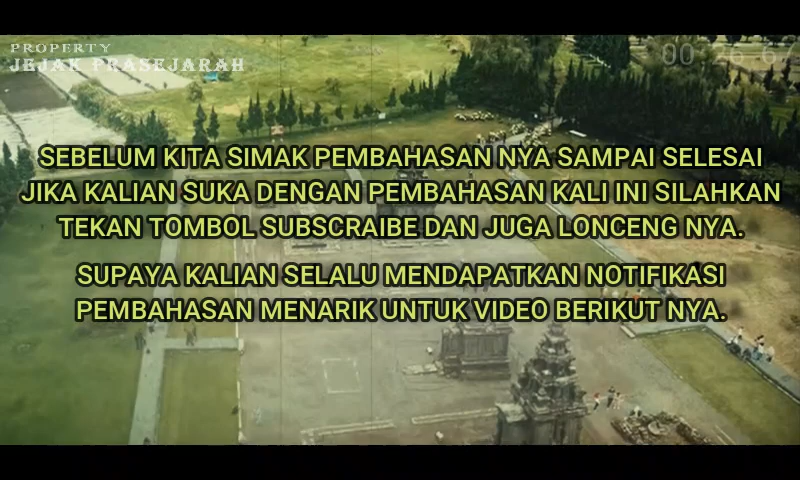 PROPERTY
JEJAK PRASEJARAH
SEBELUM KITA SIMAK PEMBAHASAN NYA SAMPAI SELESAI
JIKA KALIAN SUKA DENGAN PEMBAHASAN KALI INI SILAHKAN
TEKAN TOMBOL SUBSCRAIBE DAN JUGA LONCENG NYA.
SUPAYA KALIAN SELALU MENDAPATKAN NOTIFIKASI
PEMBAHASAN MENARIK UNTUK VIDEO BERIKUT NYA.